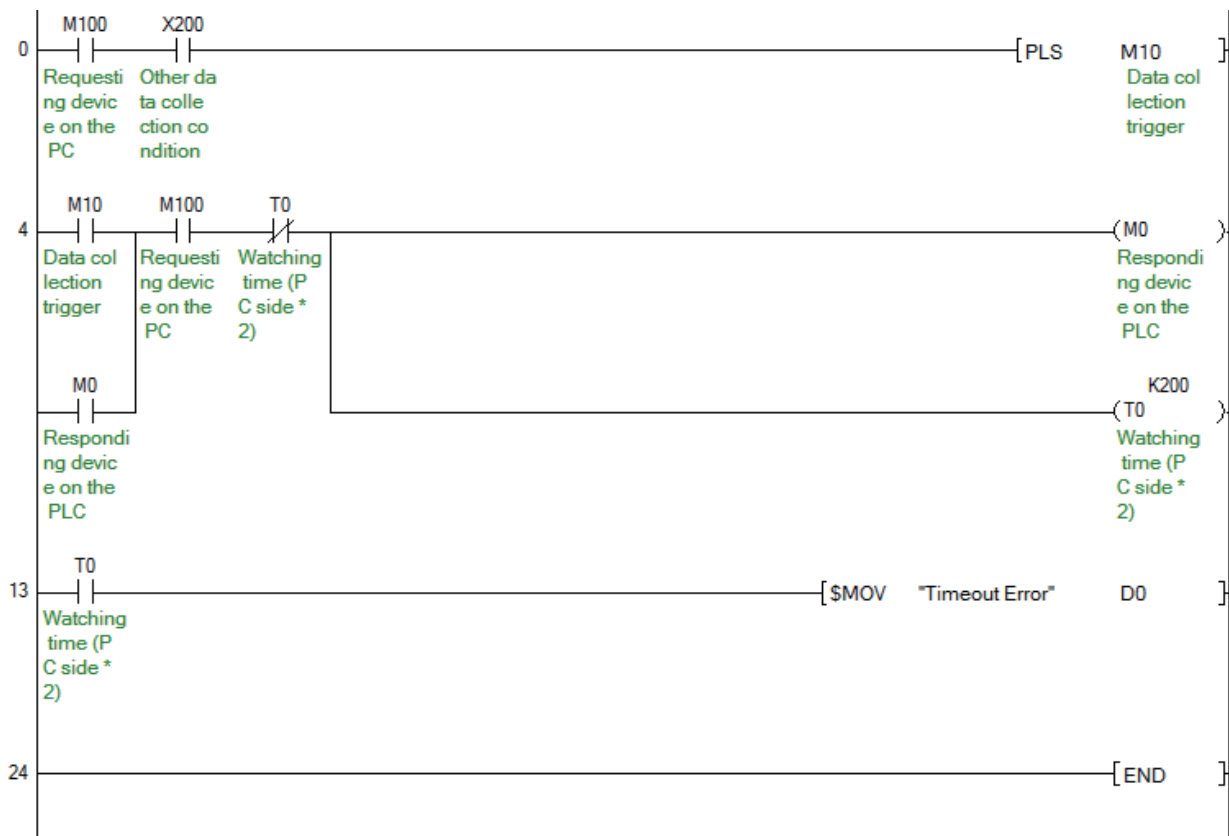 M100 X200
0 [PLS M10 ]
Requesti Other da Data col
ng devic ta colle lection
e on the ction co trigger
PC ndition
M10 M100 T0
4 (M0 )
Data col Requesti Watching Respondi
lection ng devic time (P ng devic
trigger e on the C side * e on the
PC 2) PLC
M0 K200
(T0 )
Respondi Watching
ng devic time (P
e on the C side *
PLC 2)
T0
13 [$MOV "Timeout Error" D0 ]
Watching
time (P
C side *
2)
24 [END ]